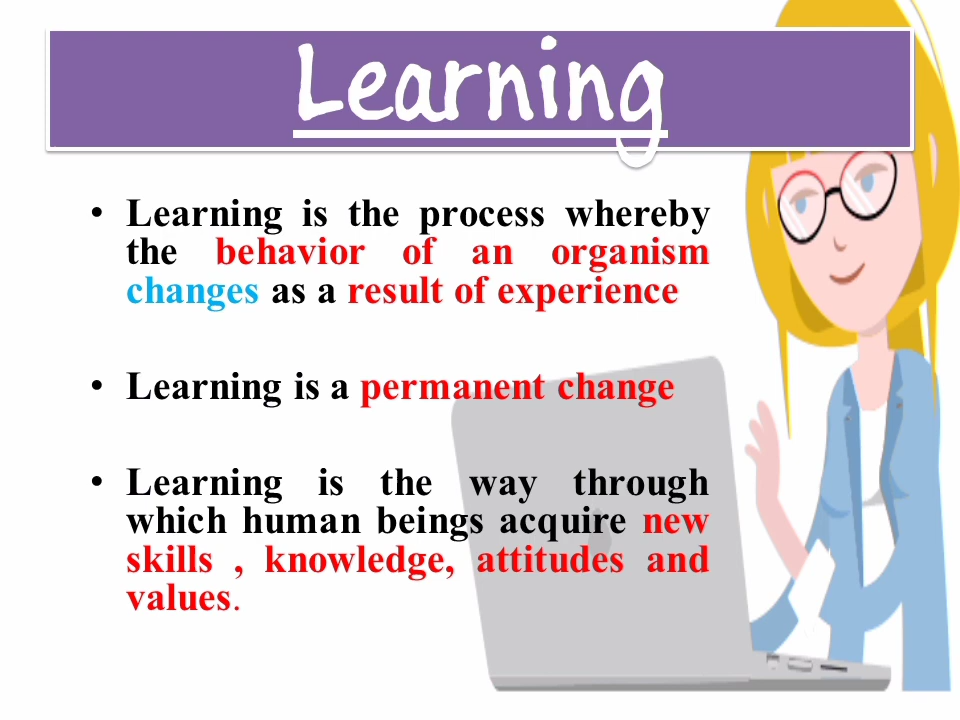 Learning
• Learning is the process whereby
the behavior of an organism
changes as a result of experience
• Learning is a permanent change
• Learning is the way through
which human beings acquire new
skills , knowledge, attitudes and
values.